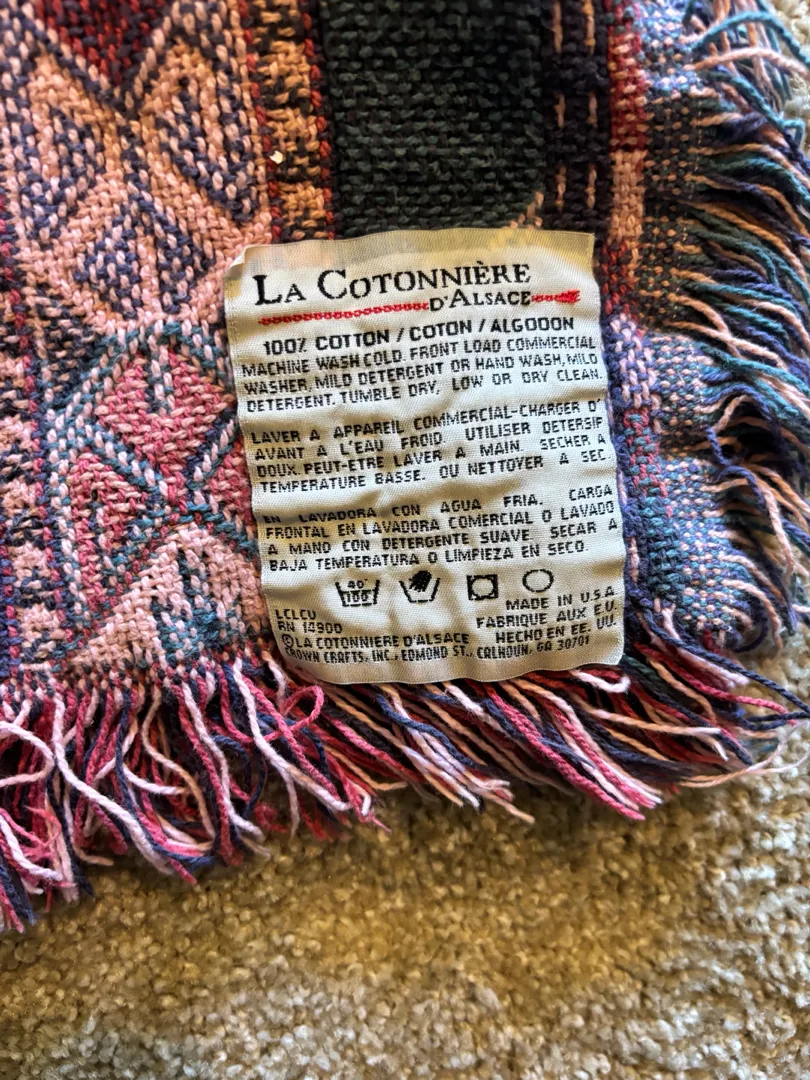 LA COTONNIÈRE
D'ALSACE
100% COTTON / COTON / ALGODON
MACHINE WASH COLD. FRONT LOAD COMMERCIAL
WASHER, MILD DETERGENT OR HAND WASH, MILD
DETERGENT. TUMBLE DRY, LOW OR DRY CLEAN.
LAVER A APPAREIL COMMERCIAL-CHARGER D'
AVANT A L'EAU FROID. UTILISER DETERSIF
DOUX. PEUT-ETRE LAVER A MAIN. SECHER A
TEMPERATURE BASSE. OU NETTOYER A SEC.
EN LAVADORA CON AGUA FRIA. CARGA
FRONTAL EN LAVADORA COMERCIAL O LAVADO
A MANO CON DETERGENTE SUAVE. SECAR A
BAJA TEMPERATURA O LIMPIEZA EN SECO.
40°
100°
LCLCU
RN 14900
MADE IN U.S.A
FABRIQUE AUX E.U.
HECHO EN EE. UU.
©LA COTONNIERE D'ALSACE
CROWN CRAFTS, INC., EDMOND ST., CALHOUN, GA 30701